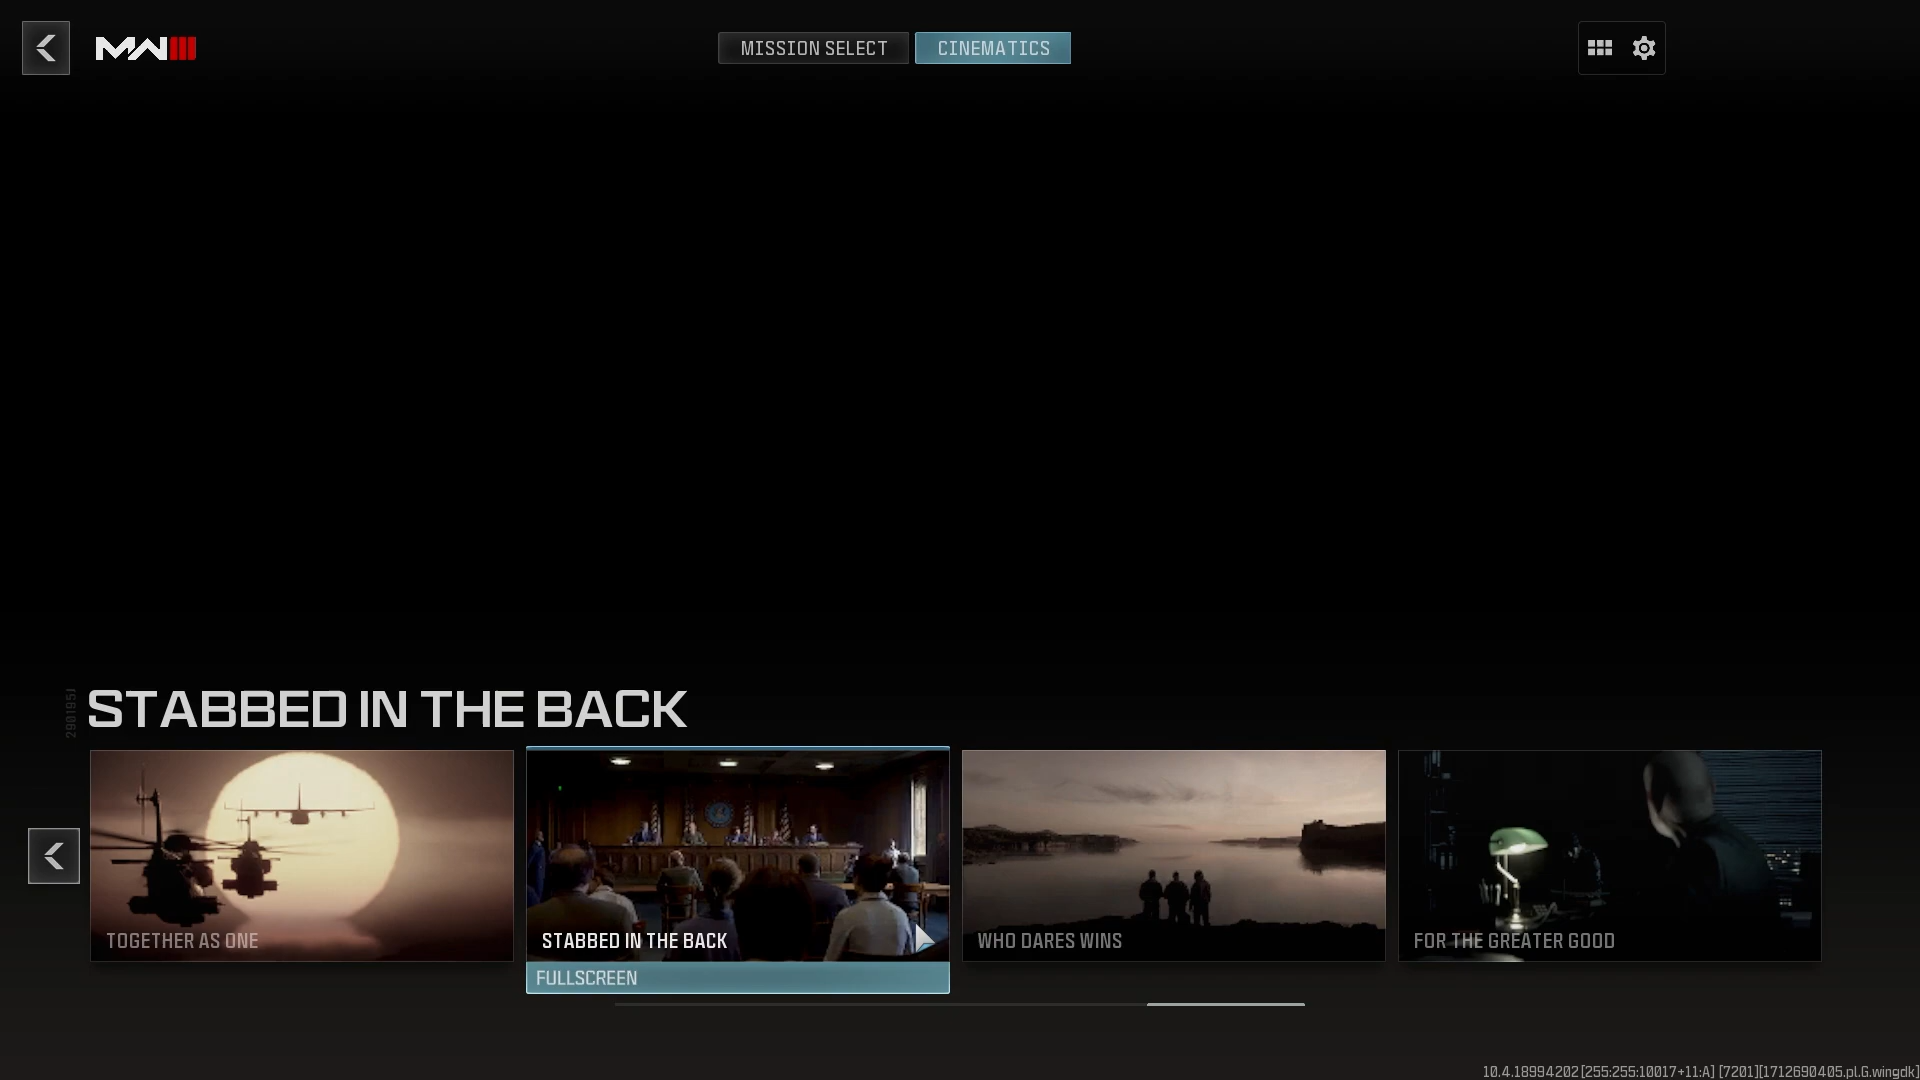 MWIII
MISSION SELECT
CINEMATICS
STABBED IN THE BACK
TOGETHER AS ONE
STABBED IN THE BACK
WHO DARES WINS
FOR THE GREATER GOOD
FULLSCREEN
10.4.18994202[255:255:10017+11:A] [7201][1712690405.pl.G.wingdk]